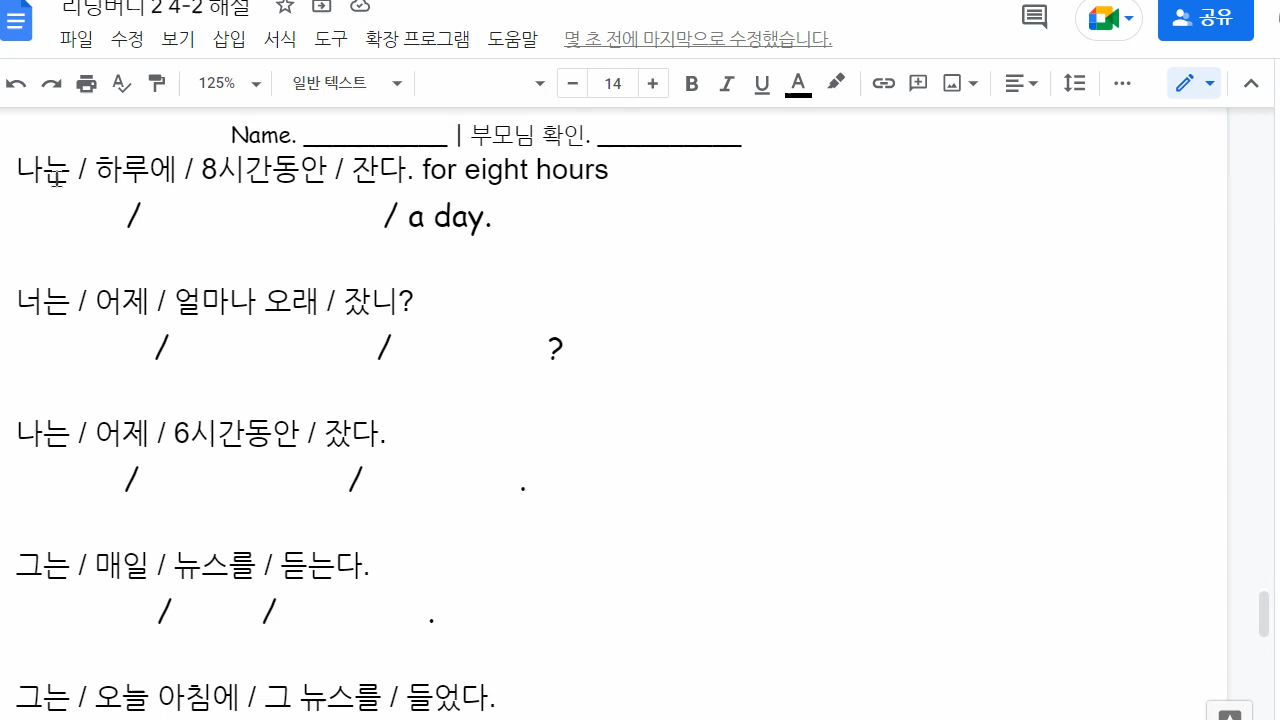 리딩버디 2 4-2 해설
파일 수정 보기 삽입 서식 도구 확장 프로그램 도움말 몇 초 전에 마지막으로 수정했습니다.
공유
125% 일반 텍스트 − 14 + B I U A
Name. ____________ | 부모님 확인. ____________
나는 / 하루에 / 8시간동안 / 잔다. for eight hours
/ / a day.
너는 / 어제 / 얼마나 오래 / 잤니?
/ / ?
나는 / 어제 / 6시간동안 / 잤다.
/ / .
그는 / 매일 / 뉴스를 / 듣는다.
/ / .
그는 / 오늘 아침에 / 그 뉴스를 / 들었다.